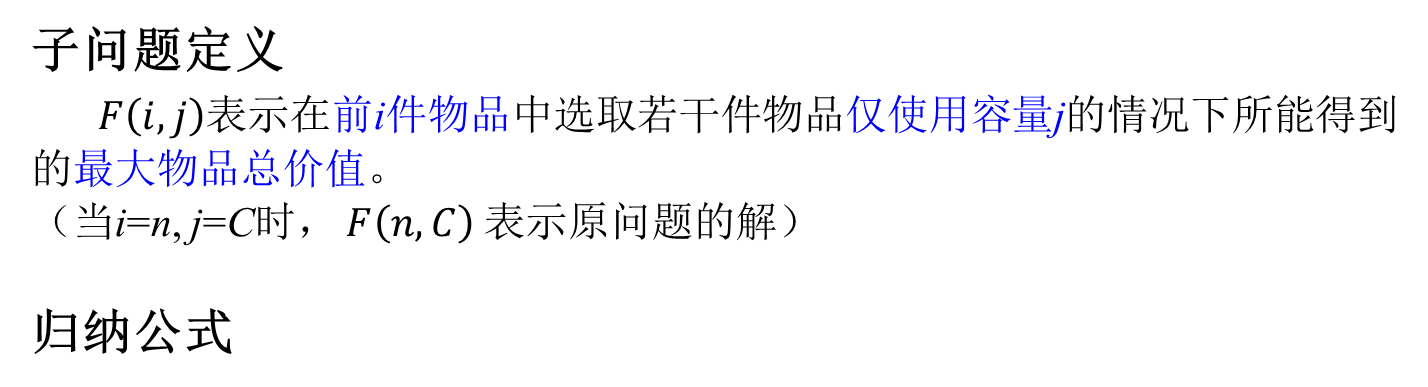 子问题定义
F(i, j)表示在前i件物品中选取若干件物品仅使用容量j的情况下所能得到
的最大物品总价值。
（当i=n, j=C时， F(n, C) 表示原问题的解）
归纳公式